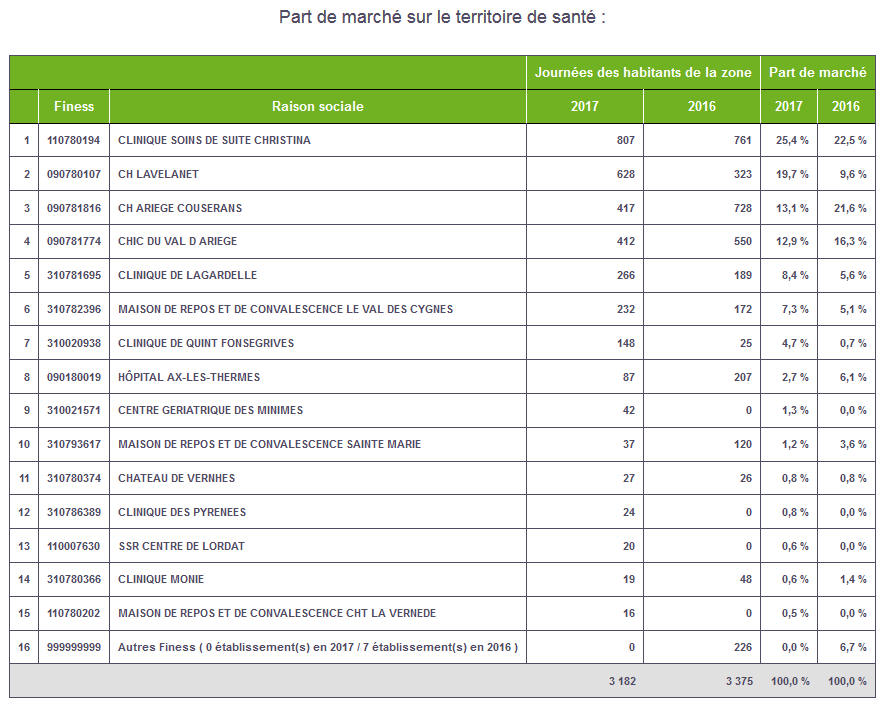 Part de marché sur le territoire de santé :
Journées des habitants de la zone Part de marché
Finess Raison sociale 2017 2016 2017 2016
1 110780194 CLINIQUE SOINS DE SUITE CHRISTINA 807 761 25,4 % 22,5 %
2 090780107 CH LAVELANET 628 323 19,7 % 9,6 %
3 090781816 CH ARIEGE COUSERANS 417 728 13,1 % 21,6 %
4 090781774 CHIC DU VAL D ARIEGE 412 550 12,9 % 16,3 %
5 310781695 CLINIQUE DE LAGARDELLE 266 189 8,4 % 5,6 %
6 310782396 MAISON DE REPOS ET DE CONVALESCENCE LE VAL DES CYGNES 232 172 7,3 % 5,1 %
7 310020938 CLINIQUE DE QUINT FONSEGRIVES 148 25 4,7 % 0,7 %
8 090180019 HÔPITAL AX-LES-THERMES 87 207 2,7 % 6,1 %
9 310021571 CENTRE GERIATRIQUE DES MINIMES 42 0 1,3 % 0,0 %
10 310793617 MAISON DE REPOS ET DE CONVALESCENCE SAINTE MARIE 37 120 1,2 % 3,6 %
11 310780374 CHATEAU DE VERNHES 27 26 0,8 % 0,8 %
12 310786389 CLINIQUE DES PYRENEES 24 0 0,8 % 0,0 %
13 110007630 SSR CENTRE DE LORDAT 20 0 0,6 % 0,0 %
14 310780366 CLINIQUE MONIE 19 48 0,6 % 1,4 %
15 110780202 MAISON DE REPOS ET DE CONVALESCENCE CHT LA VERNEDE 16 0 0,5 % 0,0 %
16 999999999 Autres Finess ( 0 établissement(s) en 2017 / 7 établissement(s) en 2016 ) 0 226 0,0 % 6,7 %
3 182 3 375 100,0 % 100,0 %